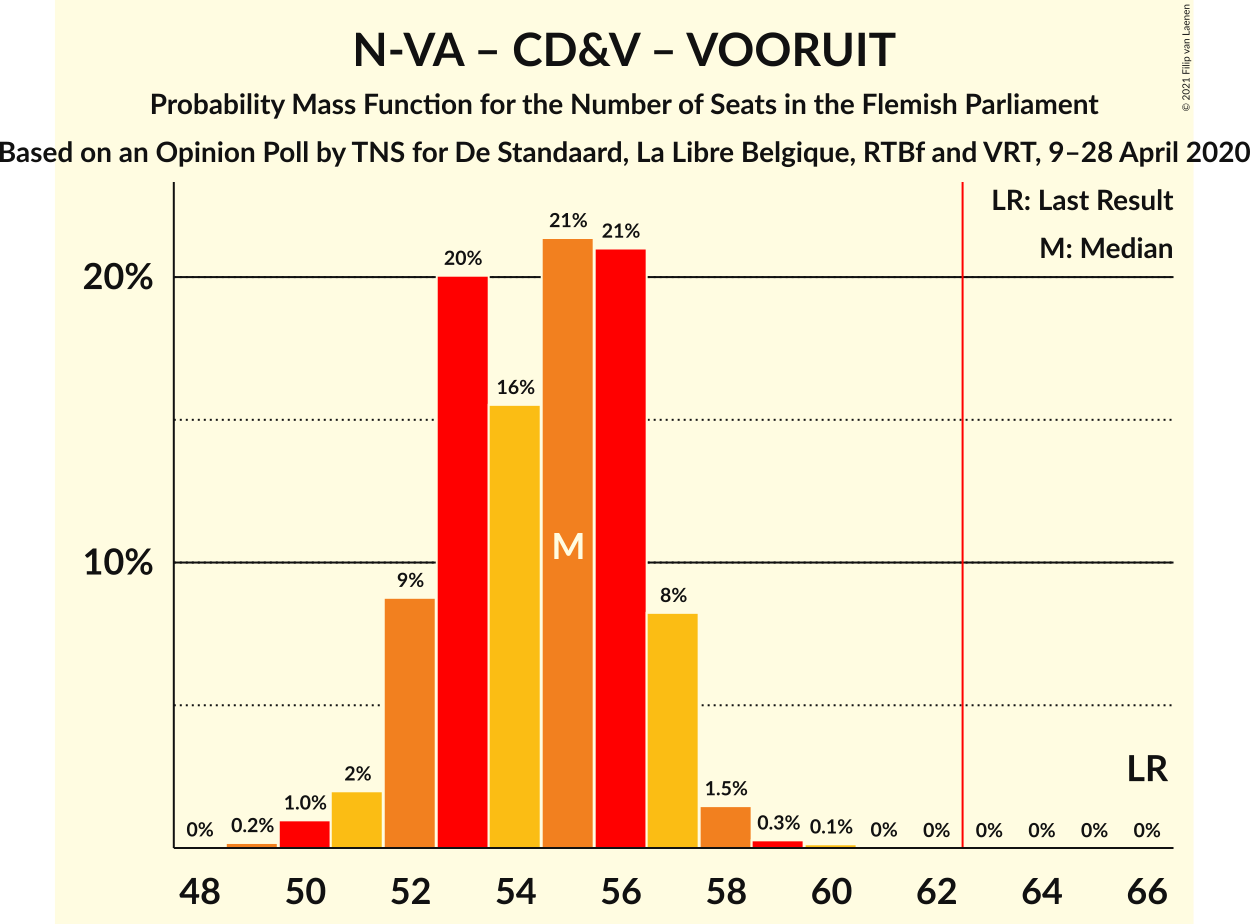 N-VA – CD&V – VOORUIT
Probability Mass Function for the Number of Seats in the Flemish Parliament
Based on an Opinion Poll by TNS for De Standaard, La Libre Belgique, RTBf and VRT, 9–28 April 2020
© 2021 Filip van Laenen
LR: Last Result
M: Median
20%
10%
0%
0.2%
1.0%
2%
9%
20%
16%
21%
21%
8%
1.5%
0.3%
0.1%
0%
0%
0%
0%
0%
0%
M
LR
48 50 52 54 56 58 60 62 64 66